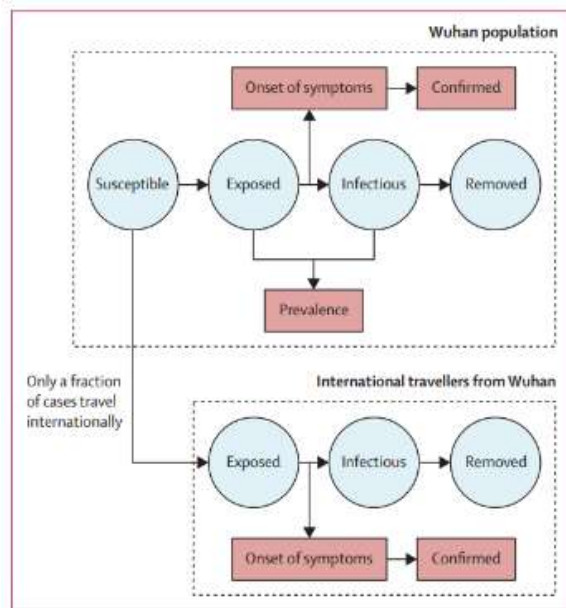 Wuhan population
Onset of symptoms
Confirmed
Susceptible
Exposed
Infectious
Removed
Prevalence
Only a fraction
of cases travel
internationally
International travellers from Wuhan
Exposed
Infectious
Removed
Onset of symptoms
Confirmed